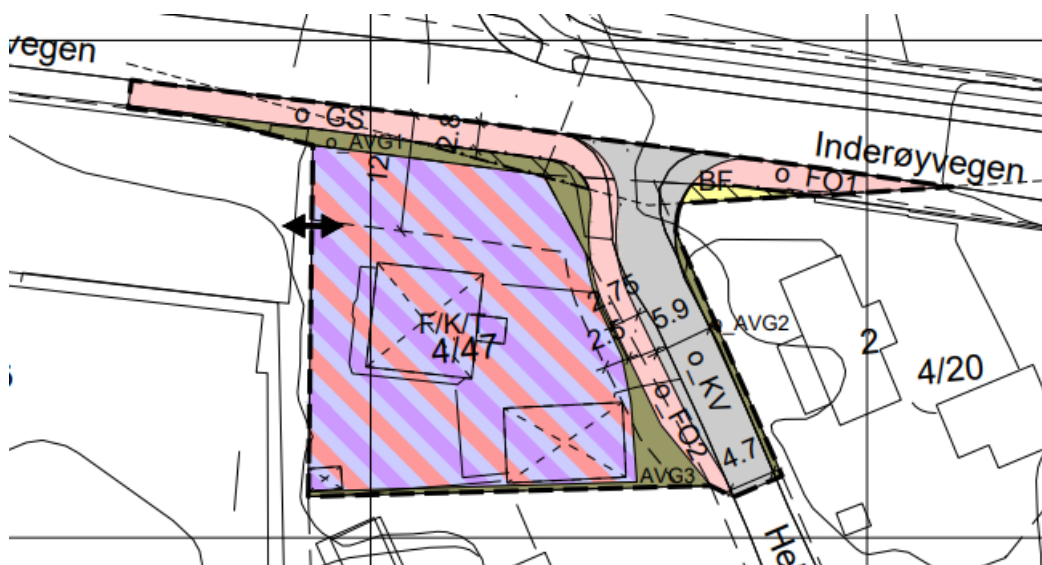 vegen
o_GS
2.8
o_AVG1
12
Inderøyvegen
BF
o_FO1
F/K/T
4/47
2.75
5.9
2.5
o_AVG2
2
4/20
o_KV
o_FO2
4.7
AVG3
He